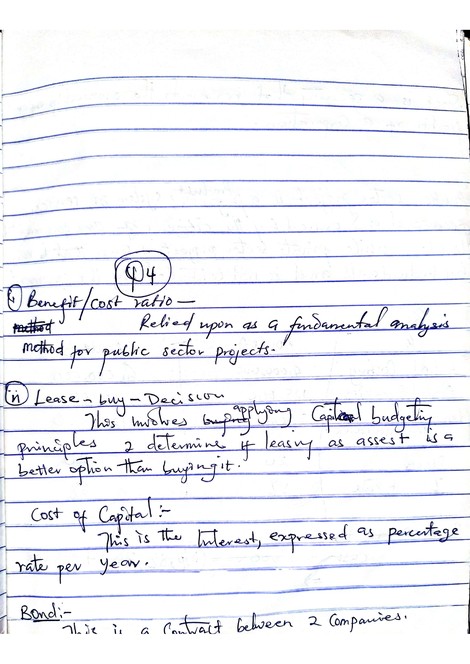 Q4
i) Benefit/cost ratio —
method Relied upon as a fundamental analysis
method for public sector projects.
ii) Lease – buy – Decision
This involves applying Capital budgeting
principles 2 determine if leasing as assest is a
better option than buying it.
Cost of Capital:-
This is the Interest, expressed as percentage
rate per year.
Bond:-
This is a Contract between 2 Companies.